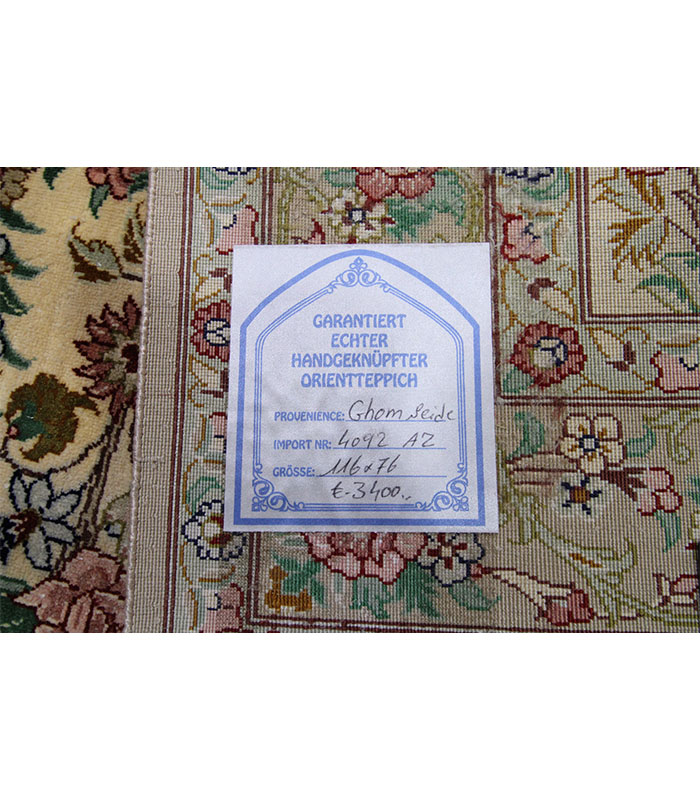 GARANTIERT
ECHTER
HANDGEKNÜPFTER
ORIENTTEPPICH
PROVENIENCE: Ghom Seide
IMPORT NR: 4092 AZ
GRÖSSE: 116x76
€-3400.-